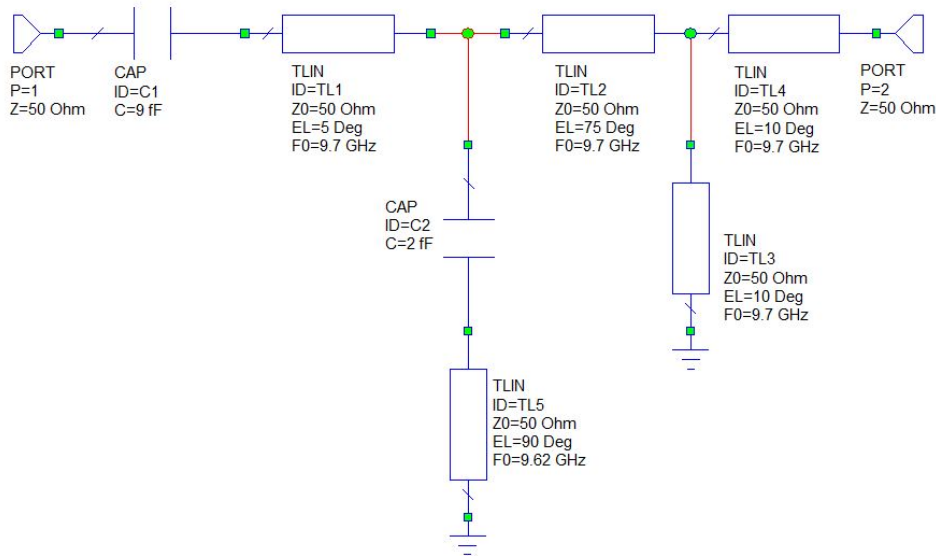 PORT
P=1
Z=50 Ohm
CAP
ID=C1
C=9 fF
TLIN
ID=TL1
Z0=50 Ohm
EL=5 Deg
F0=9.7 GHz
TLIN
ID=TL2
Z0=50 Ohm
EL=75 Deg
F0=9.7 GHz
TLIN
ID=TL4
Z0=50 Ohm
EL=10 Deg
F0=9.7 GHz
PORT
P=2
Z=50 Ohm
CAP
ID=C2
C=2 fF
TLIN
ID=TL3
Z0=50 Ohm
EL=10 Deg
F0=9.7 GHz
TLIN
ID=TL5
Z0=50 Ohm
EL=90 Deg
F0=9.62 GHz